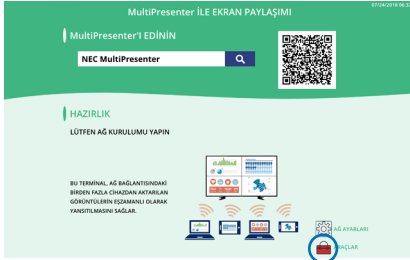 07/24/2018 06:
MultiPresenter İLE EKRAN PAYLAŞIMI
MultiPresenter'I EDİNİN
NEC MultiPresenter
HAZIRLIK
LÜTFEN AĞ KURULUMU YAPIN
BU TERMİNAL, AĞ BAĞLANTISINDAKİ
BİRDEN FAZLA CİHAZDAN AKTARILAN
GÖRÜNTÜLERİN EŞZAMANLI OLARAK
YANSITILMASINI SAĞLAR.
AĞ AYARLARI
RAÇLAR